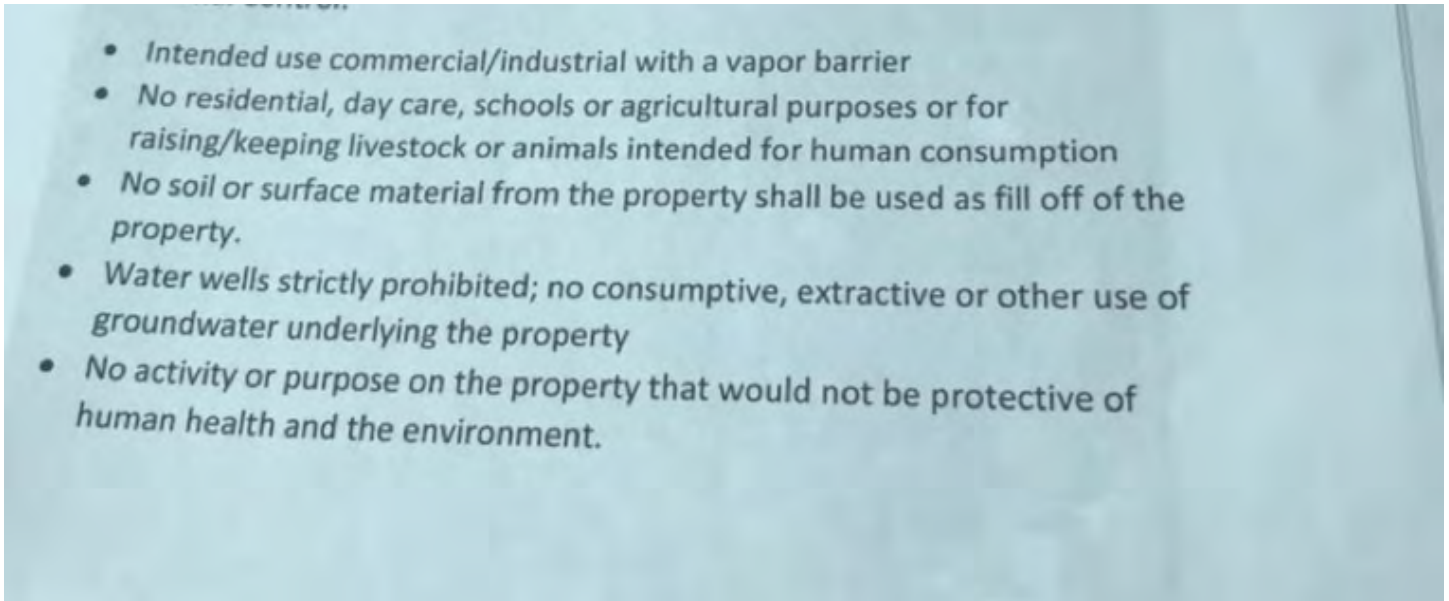 • Intended use commercial/industrial with a vapor barrier
• No residential, day care, schools or agricultural purposes or for
raising/keeping livestock or animals intended for human consumption
• No soil or surface material from the property shall be used as fill off of the
property.
• Water wells strictly prohibited; no consumptive, extractive or other use of
groundwater underlying the property
• No activity or purpose on the property that would not be protective of
human health and the environment.